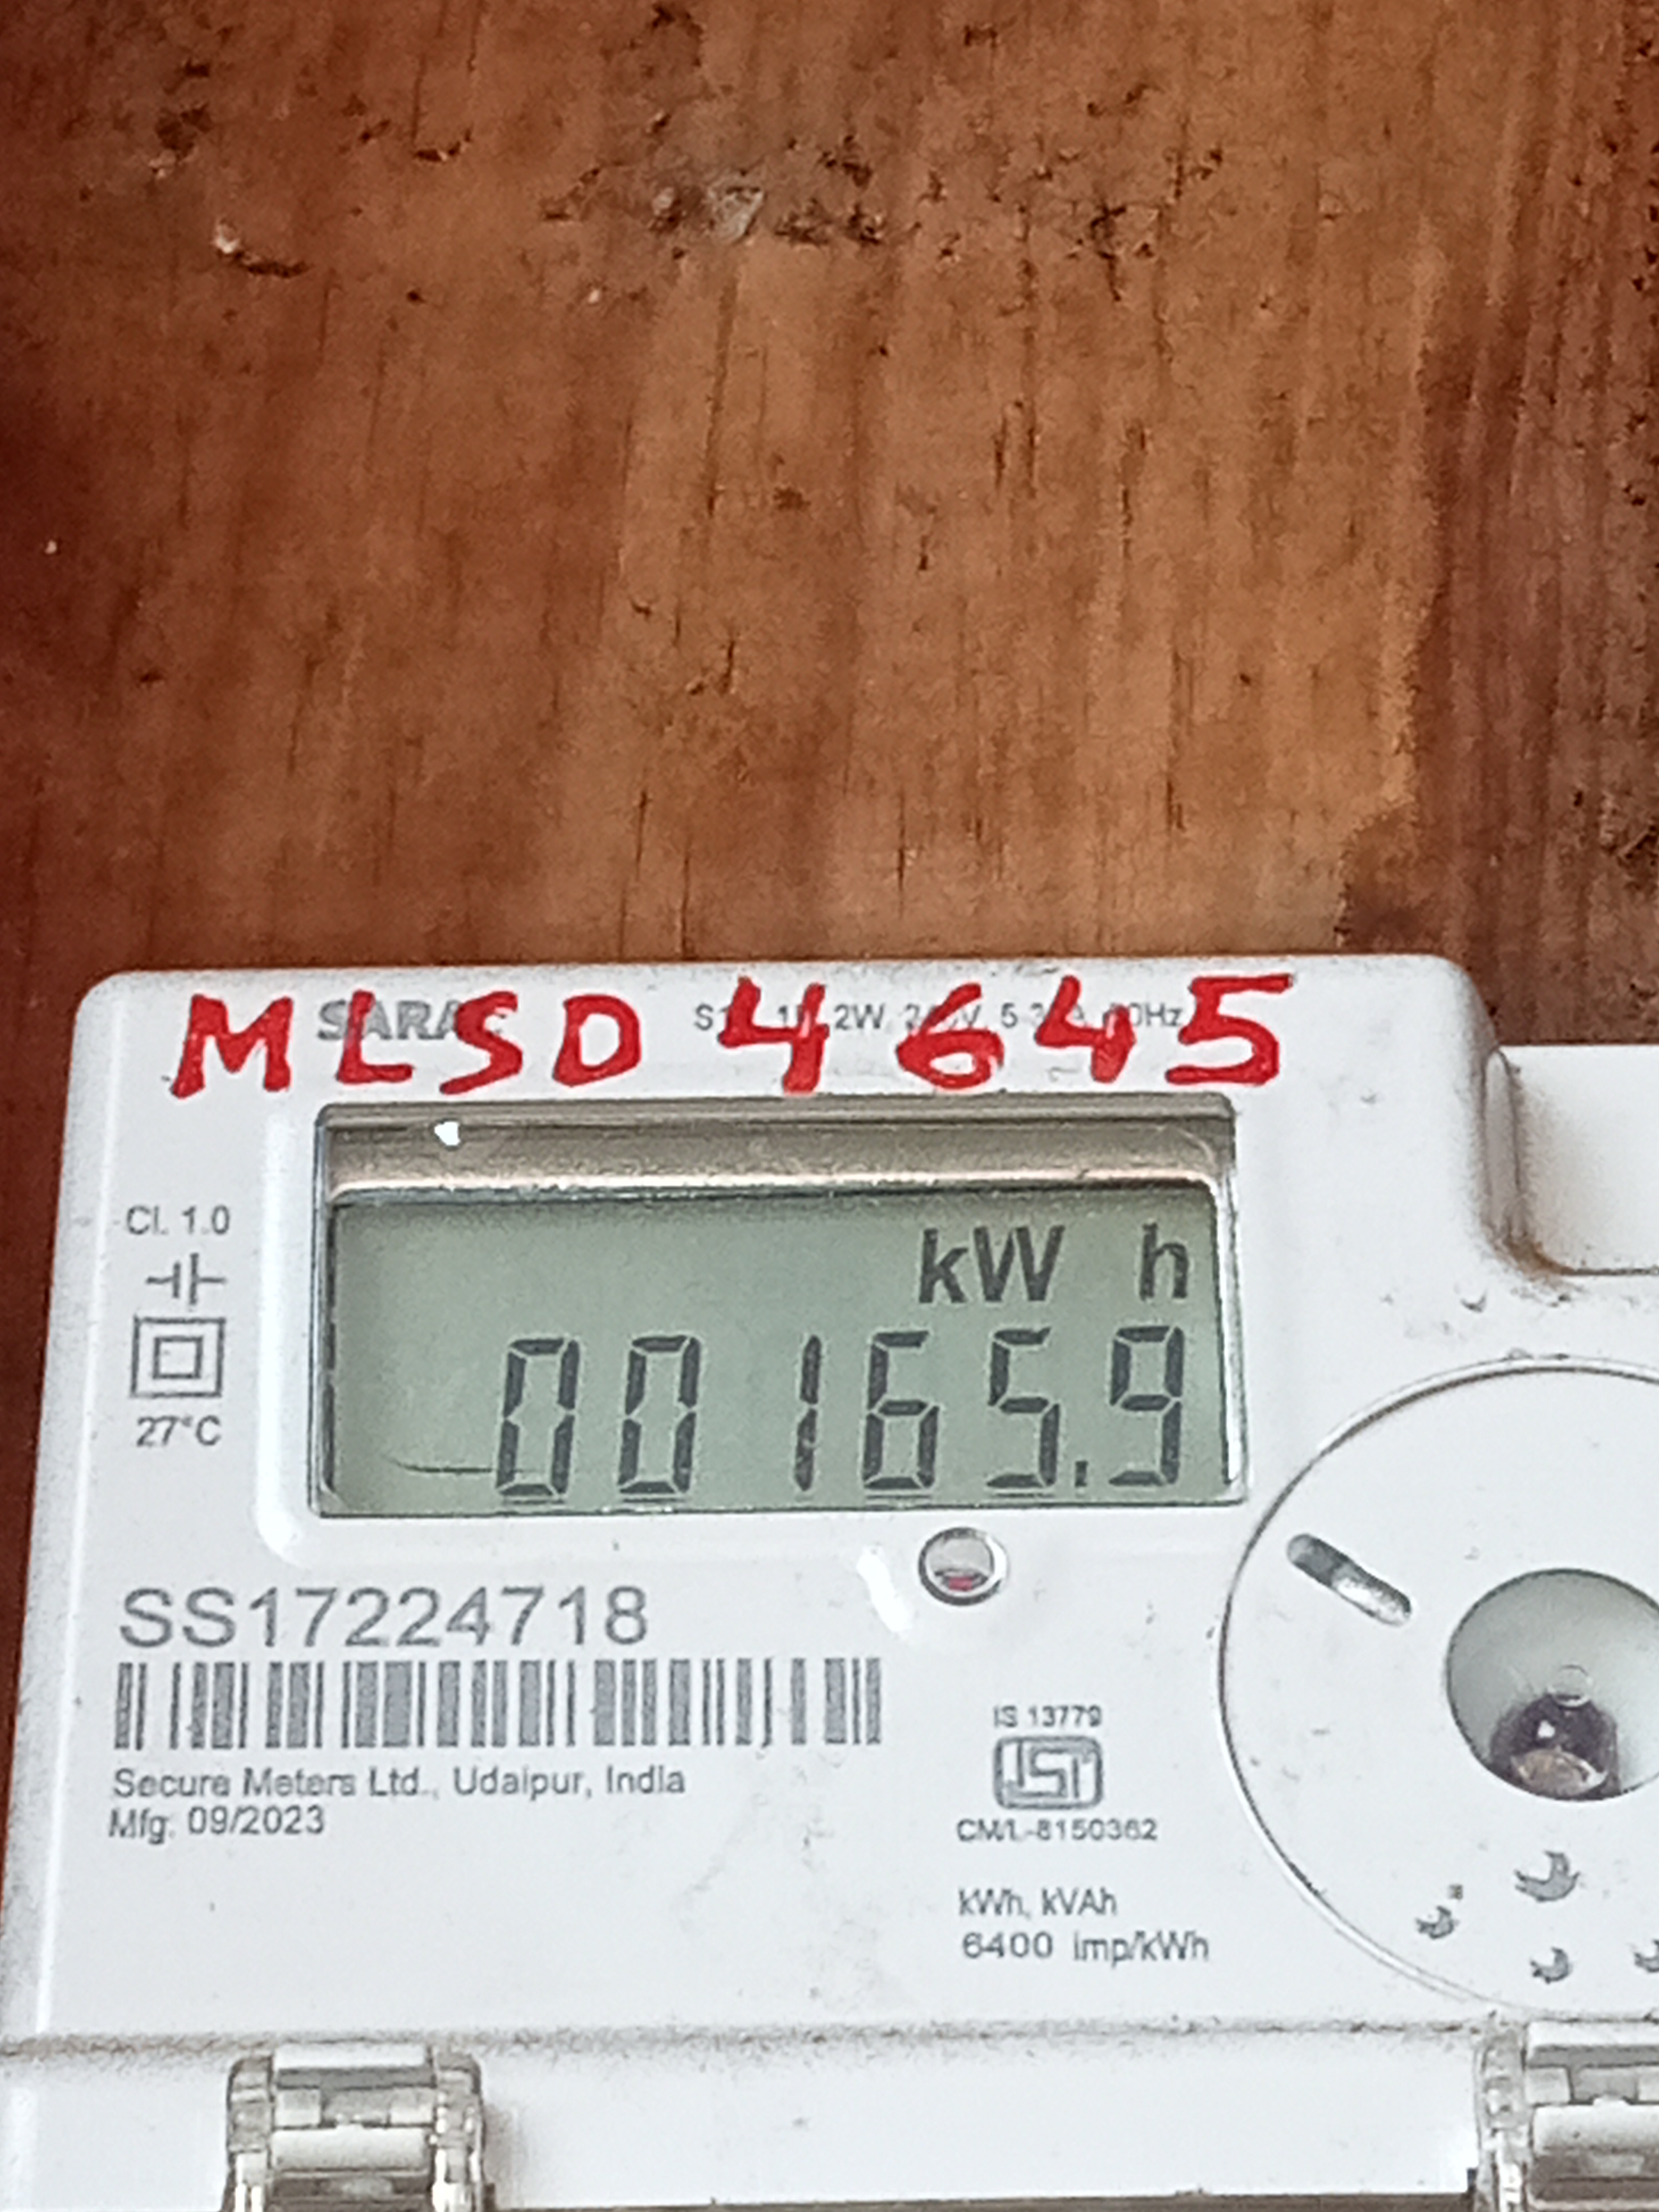 MLSD 4645
Cl. 1.0
27°C
kW h
00165.9
SS17224718
Secure Meters Ltd., Udaipur, India
Mfg. 09/2023
IS 13779
CM/L-8150362
kWh, kVAh
6400 imp/kWh